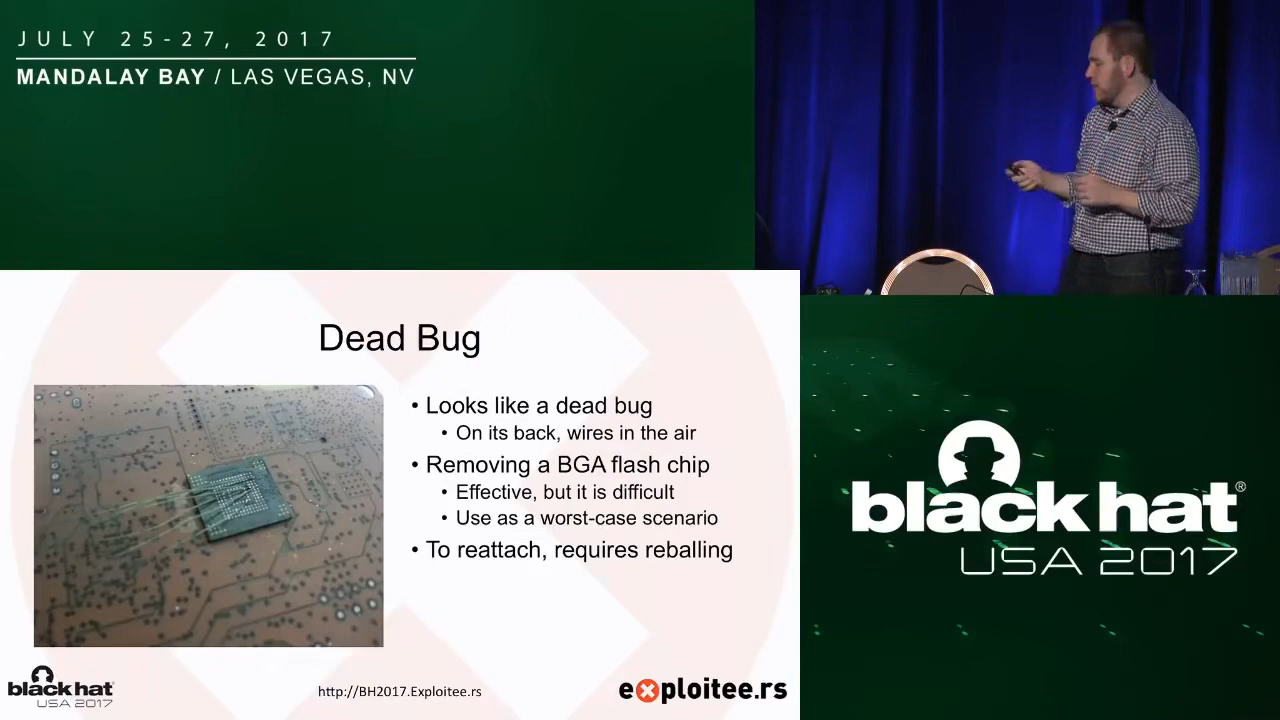 JULY 25-27, 2017
MANDALAY BAY / LAS VEGAS, NV
Dead Bug
• Looks like a dead bug
• On its back, wires in the air
• Removing a BGA flash chip
• Effective, but it is difficult
• Use as a worst-case scenario
• To reattach, requires reballing
black hat®
USA 2017
black hat
USA 2017
http://BH2017.Exploitee.rs
exploitee.rs